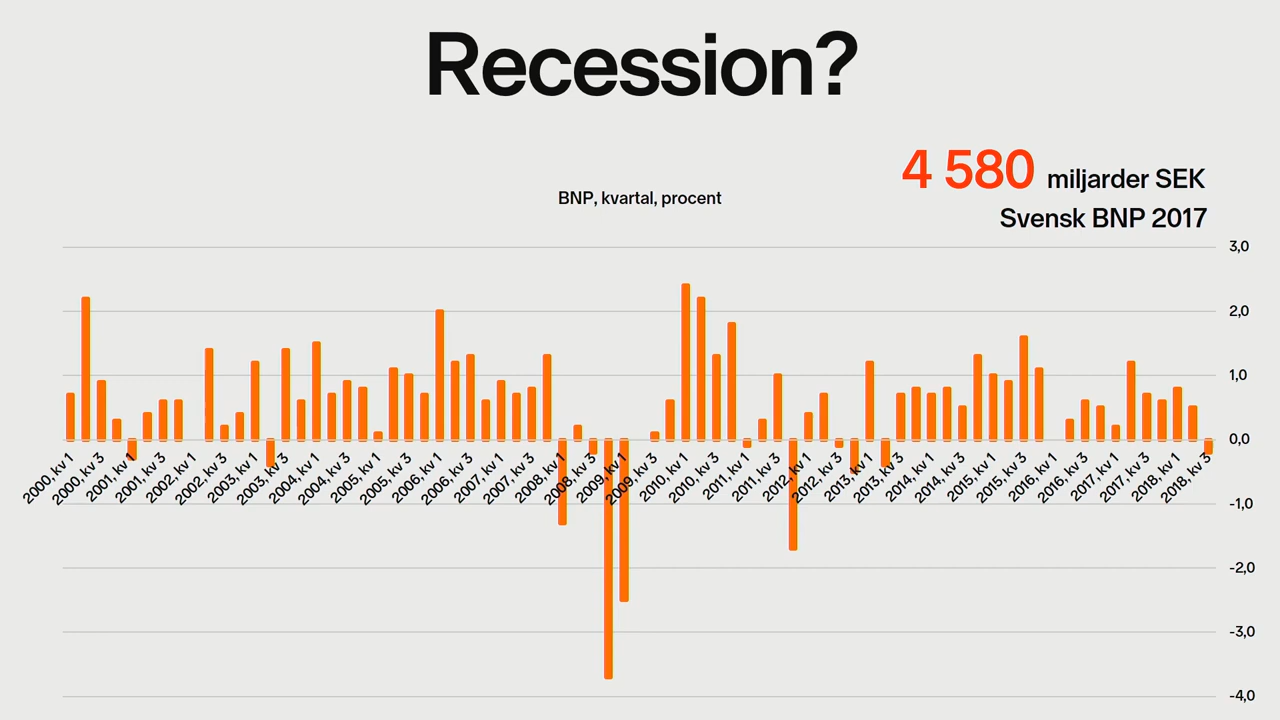 Recession?
4 580 miljarder SEK
Svensk BNP 2017
BNP, kvartal, procent
3,0
2,0
1,0
0,0
-1,0
-2,0
-3,0
-4,0
2000, kv 1
2000, kv 3
2001, kv 1
2001, kv 3
2002, kv 1
2002, kv 3
2003, kv 1
2003, kv 3
2004, kv 1
2004, kv 3
2005, kv 1
2005, kv 3
2006, kv 1
2006, kv 3
2007, kv 1
2007, kv 3
2008, kv 1
2008, kv 3
2009, kv 1
2009, kv 3
2010, kv 1
2010, kv 3
2011, kv 1
2011, kv 3
2012, kv 1
2012, kv 3
2013, kv 1
2013, kv 3
2014, kv 1
2014, kv 3
2015, kv 1
2015, kv 3
2016, kv 1
2016, kv 3
2017, kv 1
2017, kv 3
2018, kv 1
2018, kv 3